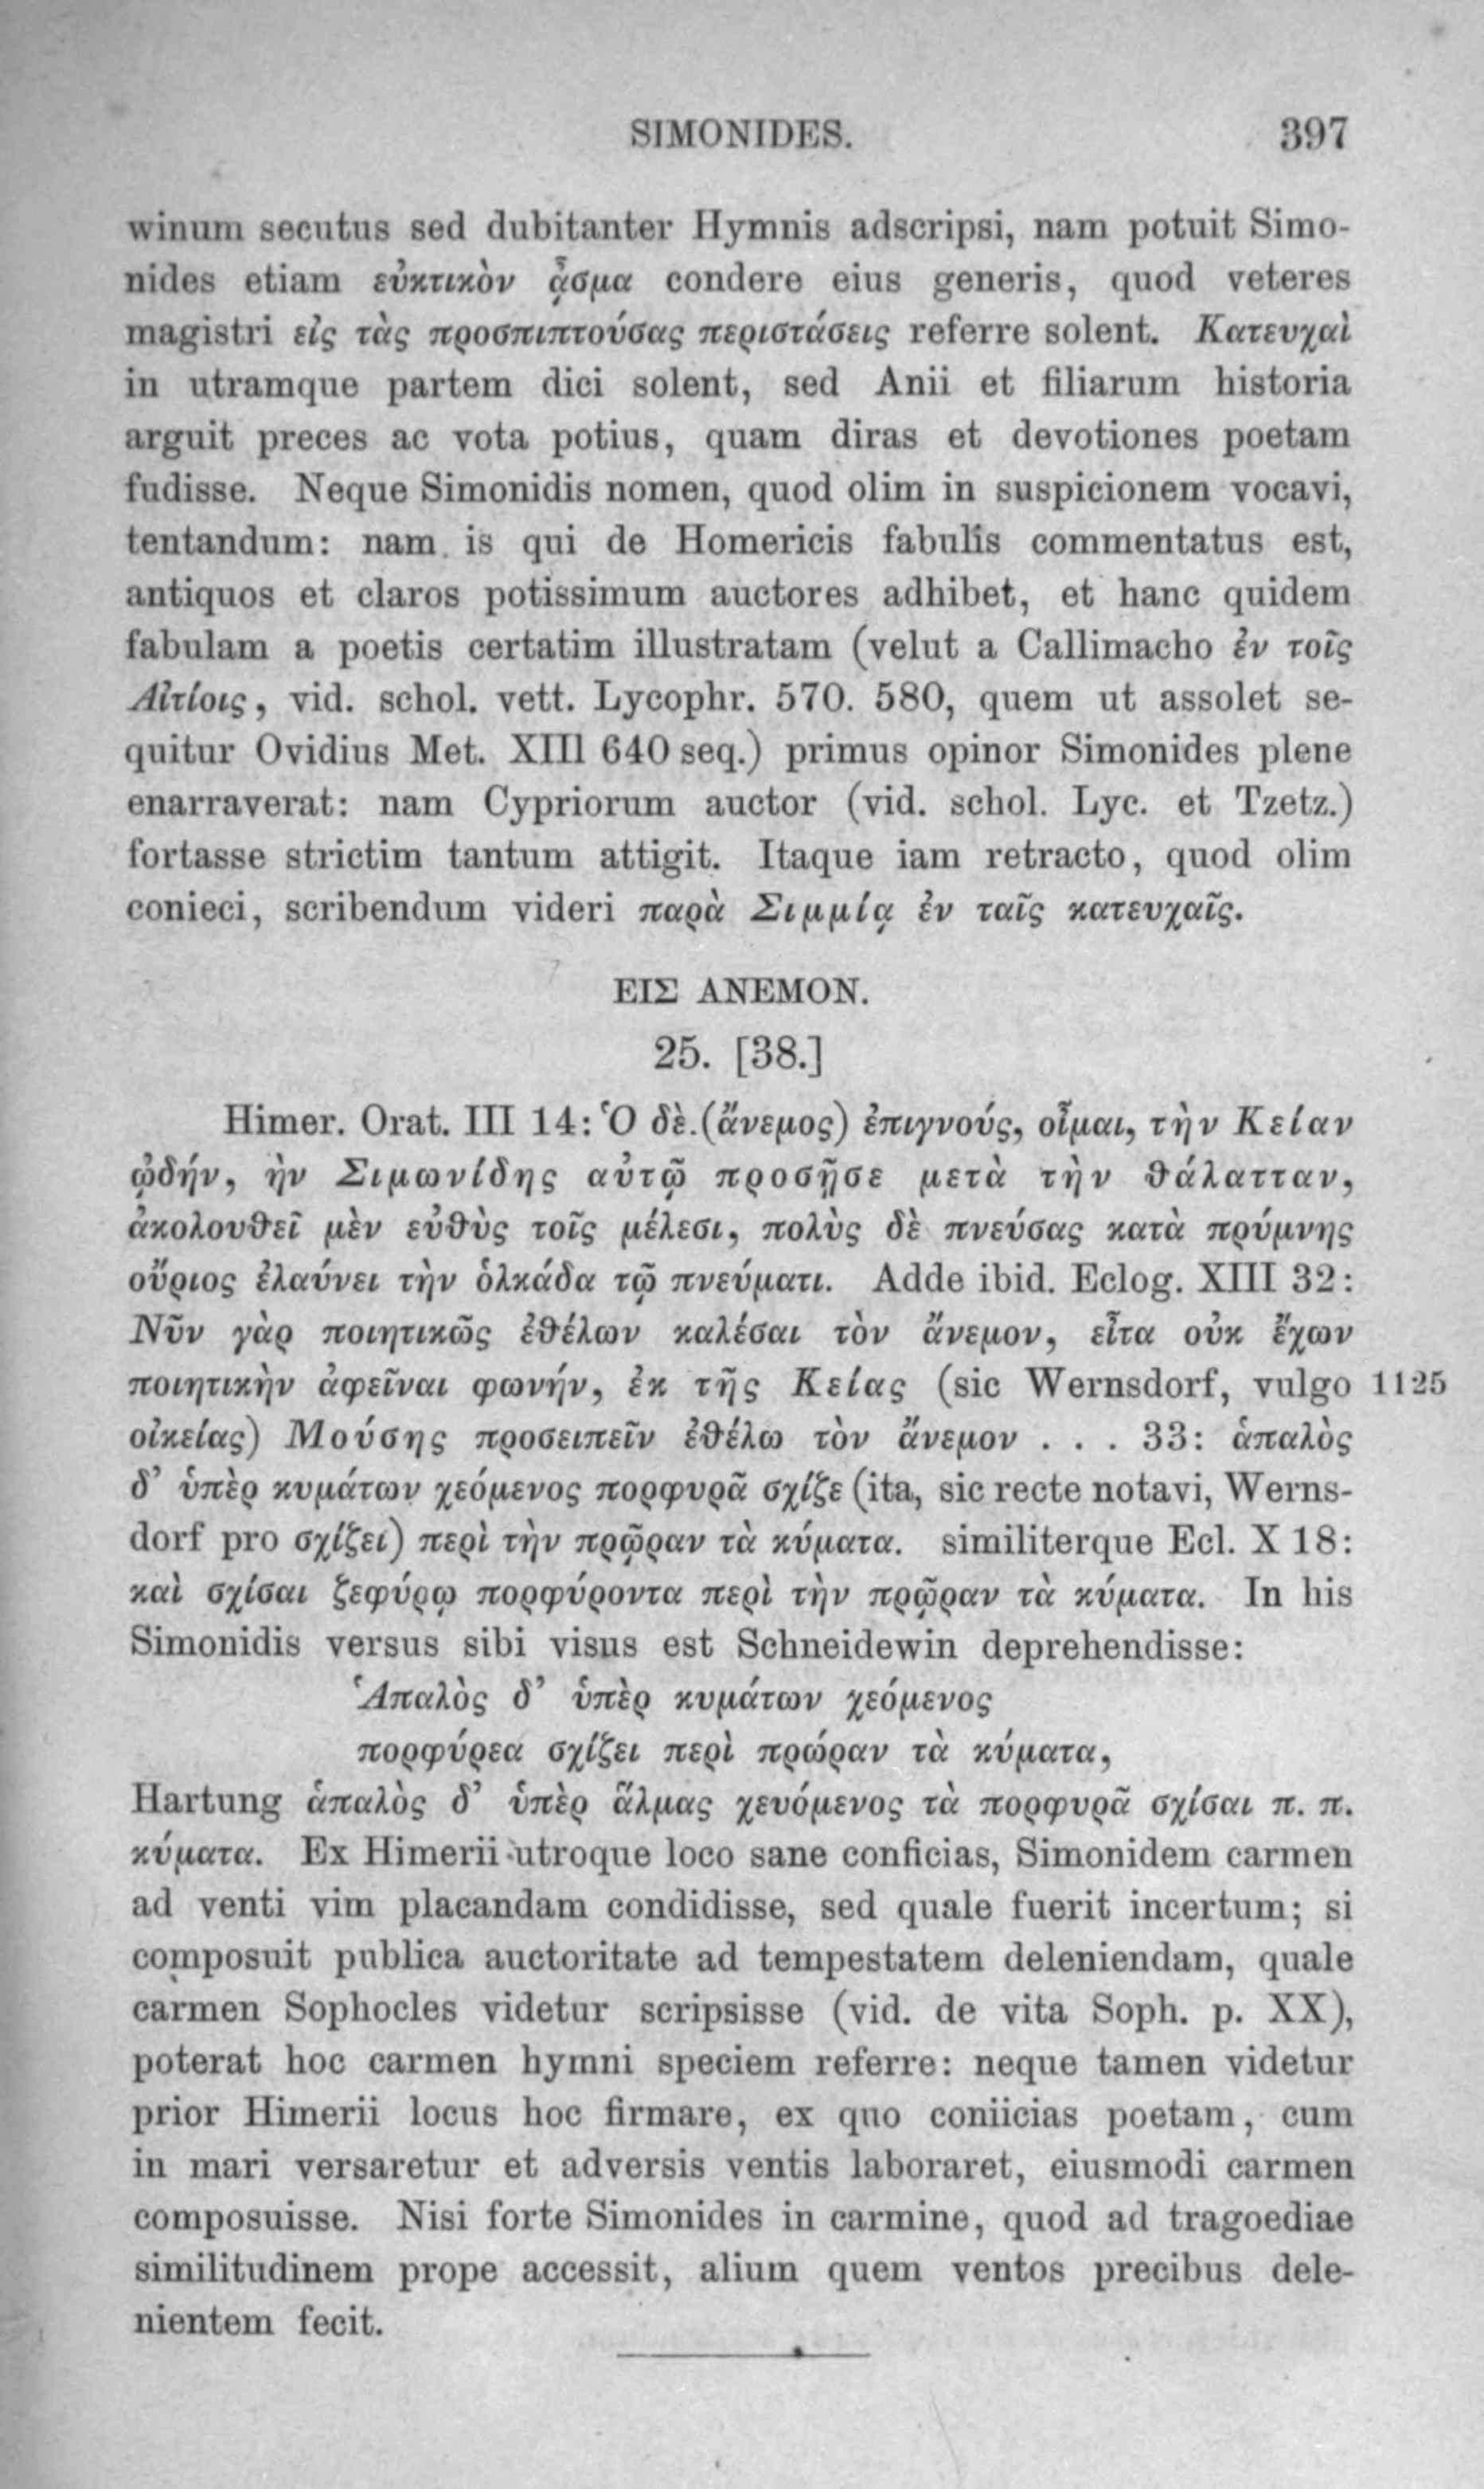 SIMONIDES. 397
winum secutus sed dubitanter Hymnis adscripsi, nam potuit Simo-
nides etiam εὐκτικὸν ᾆσμα condere eius generis, quod veteres
magistri εἰς τὰς προσπιπτούσας περιστάσεις referre solent. Κατευχαὶ
in utramque partem dici solent, sed Anii et filiarum historia
arguit preces ac vota potius, quam diras et devotiones poetam
fudisse. Neque Simonidis nomen, quod olim in suspicionem vocavi,
tentandum: nam is qui de Homericis fabulis commentatus est,
antiquos et claros potissimum auctores adhibet, et hanc quidem
fabulam a poetis certatim illustratam (velut a Callimacho ἐν τοῖς
Αἰτίοις, vid. schol. vett. Lycophr. 570. 580, quem ut assolet se-
quitur Ovidius Met. XIII 640 seq.) primus opinor Simonides plene
enarraverat: nam Cypriorum auctor (vid. schol. Lyc. et Tzetz.)
fortasse strictim tantum attigit. Itaque iam retracto, quod olim
conieci, scribendum videri παρὰ Σιμμίᾳ ἐν ταῖς κατευχαῖς.
ΕΙΣ ΑΝΕΜΟΝ.
25. [38.]
Himer. Orat. III 14: Ὁ δὲ (ἄνεμος) ἐπιγνούς, οἶμαι, τὴν Κείαν
ᾠδήν, ἣν Σιμωνίδης αὐτῷ προσῇσε μετὰ τὴν θάλατταν,
ἀκολουθεῖ μὲν εὐθὺς τοῖς μέλεσι, πολὺς δὲ πνεύσας κατὰ πρύμνης
οὔριος ἐλαύνει τὴν ὁλκάδα τῷ πνεύματι. Adde ibid. Eclog. XIII 32:
Νῦν γὰρ ποιητικῶς ἐθέλων καλέσαι τὸν ἄνεμον, εἶτα οὐκ ἔχων
ποιητικὴν ἀφεῖναι φωνήν, ἐκ τῆς Κείας (sic Wernsdorf, vulgo 1125
οἰκείας) Μούσης προσειπεῖν ἐθέλω τὸν ἄνεμον . . . 33: ἁπαλὸς
δ’ ὑπὲρ κυμάτων χεόμενος πορφυρᾶ σχίζε (ita, sic recte notavi, Werns-
dorf pro σχίζει) περὶ τὴν πρῷραν τὰ κύματα. similiterque Ecl. X 18:
καὶ σχίσαι ζεφύρῳ πορφύροντα περὶ τὴν πρῷραν τὰ κύματα. In his
Simonidis versus sibi visus est Schneidewin deprehendisse:
Ἁπαλὸς δ’ ὑπὲρ κυμάτων χεόμενος
πορφύρεα σχίζει περὶ πρώραν τὰ κύματα,
Hartung ἁπαλὸς δ’ ὑπὲρ ἅλμας χευόμενος τὰ πορφυρᾶ σχίσαι π. π.
κύματα. Ex Himerii utroque loco sane conficias, Simonidem carmen
ad venti vim placandam condidisse, sed quale fuerit incertum; si
composuit publica auctoritate ad tempestatem deleniendam, quale
carmen Sophocles videtur scripsisse (vid. de vita Soph. p. XX),
poterat hoc carmen hymni speciem referre: neque tamen videtur
prior Himerii locus hoc firmare, ex quo coniicias poetam, cum
in mari versaretur et adversis ventis laboraret, eiusmodi carmen
composuisse. Nisi forte Simonides in carmine, quod ad tragoediae
similitudinem prope accessit, alium quem ventos precibus dele-
nientem fecit.